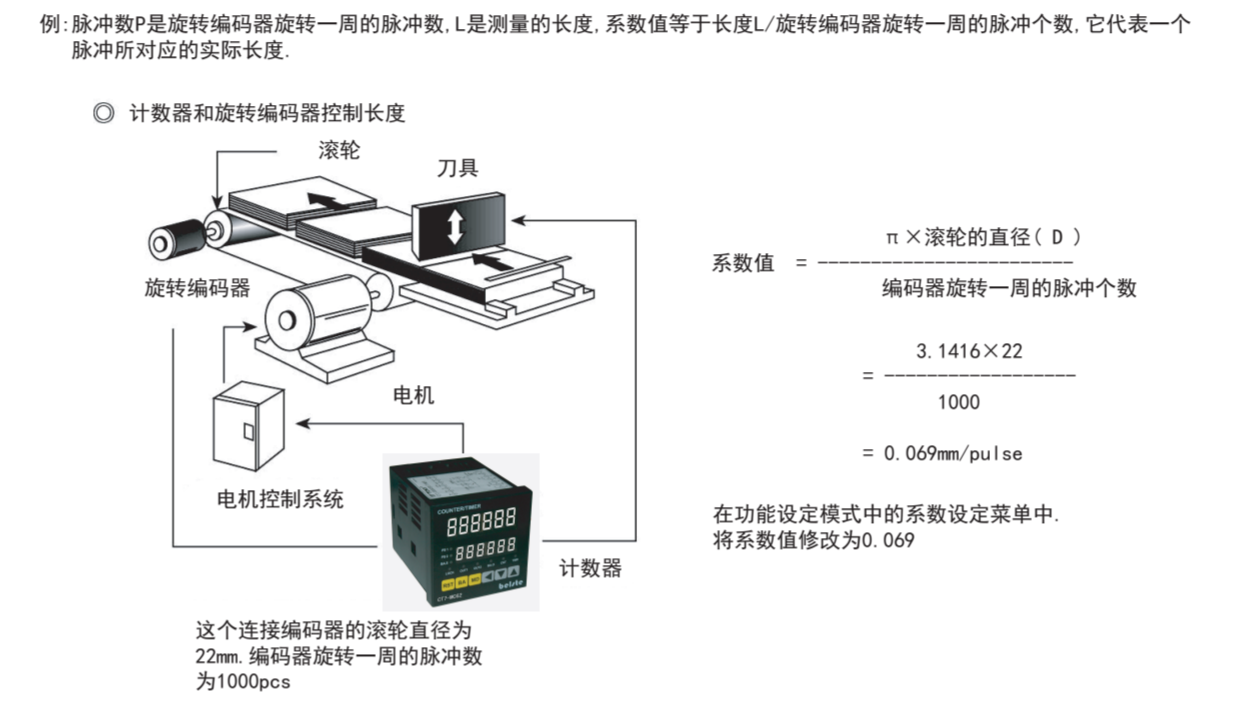 例:脉冲数P是旋转编码器旋转一周的脉冲数,L是测量的长度,系数值等于长度L/旋转编码器旋转一周的脉冲个数,它代表一个
脉冲所对应的实际长度.
◎ 计数器和旋转编码器控制长度
滚轮
刀具
旋转编码器
电机
电机控制系统
COUNTER/TIMER
888888
888888
belste
计数器
这个连接编码器的滚轮直径为
22mm.编码器旋转一周的脉冲数
为1000pcs
π×滚轮的直径( D )
系数值 = ------------------------
编码器旋转一周的脉冲个数
3.1416×22
= ------------------
1000
= 0.069mm/pulse
在功能设定模式中的系数设定菜单中.
将系数值修改为0.069